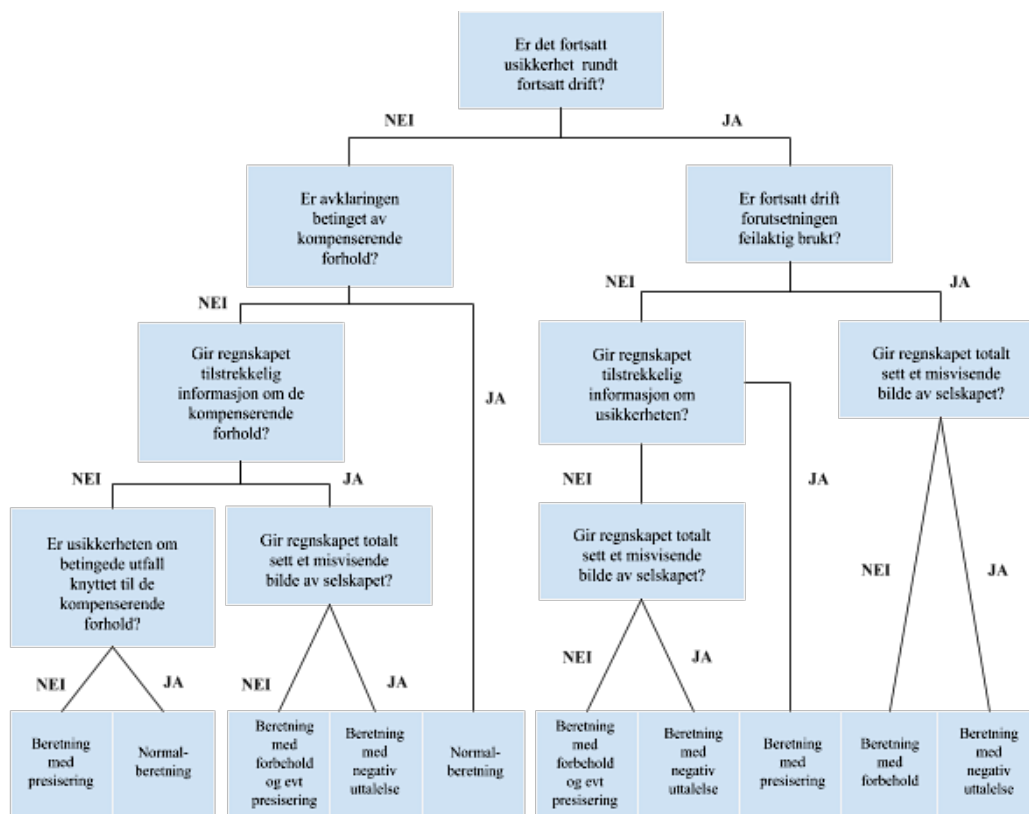 Er det fortsatt
usikkerhet rundt
fortsatt drift?
NEI
JA
Er avklaringen
betinget av
kompenserende
forhold?
Er fortsatt drift
forutsetningen
feilaktig brukt?
NEI
JA
NEI
JA
Gir regnskapet
tilstrekkelig
informasjon om de
kompenserende
forhold?
Gir regnskapet
tilstrekkelig
informasjon om
usikkerheten?
Gir regnskapet totalt
sett et misvisende
bilde av selskapet?
NEI
JA
NEI
JA
Er usikkerheten om
betingede utfall
knyttet til de
kompenserende
forhold?
Gir regnskapet totalt
sett et misvisende
bilde av selskapet?
Gir regnskapet totalt
sett et misvisende
bilde av selskapet?
NEI
JA
NEI
JA
NEI
JA
NEI
JA
Beretning
med
presisering
Normal-
beretning
Beretning
med
forbehold
og evt
presisering
Beretning
med
negativ
uttalelse
Normal-
beretning
Beretning
med
forbehold
og evt
presisering
Beretning
med
negativ
uttalelse
Beretning
med
presisering
Beretning
med
forbehold
Beretning
med
negativ
uttalelse